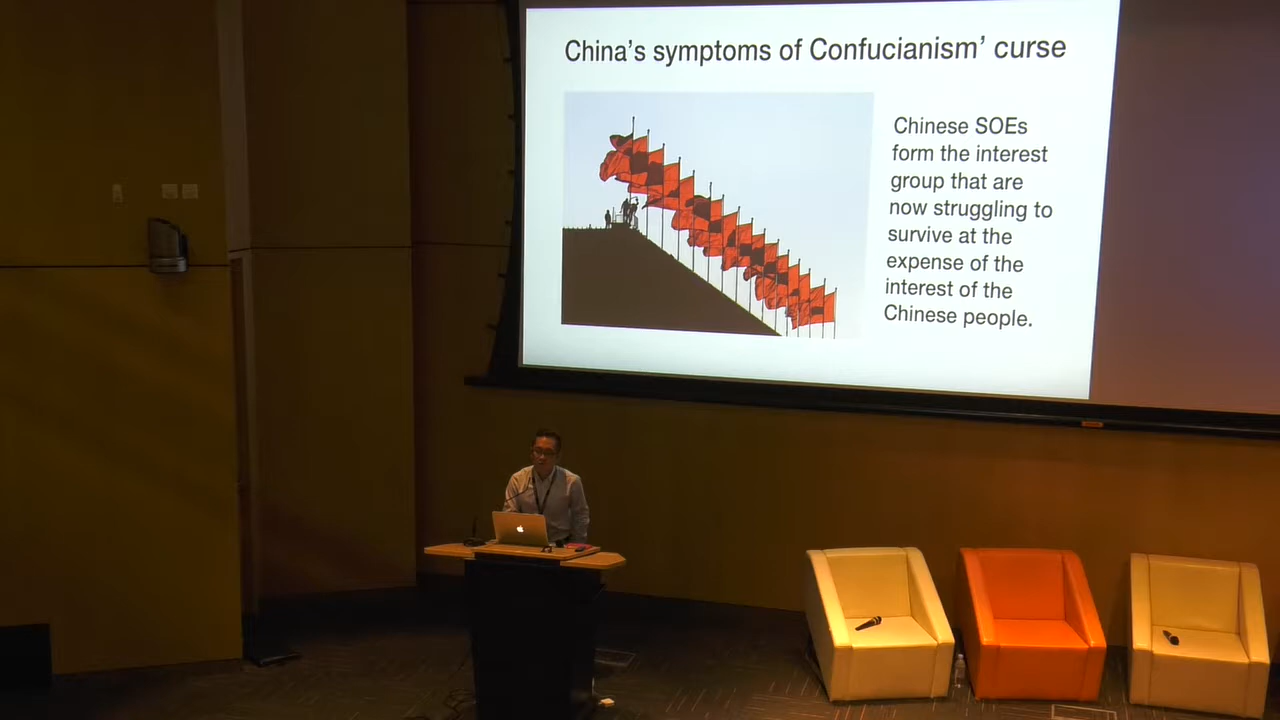 China's symptoms of Confucianism' curse
Chinese SOEs
form the interest
group that are
now struggling to
survive at the
expense of the
interest of the
Chinese people.